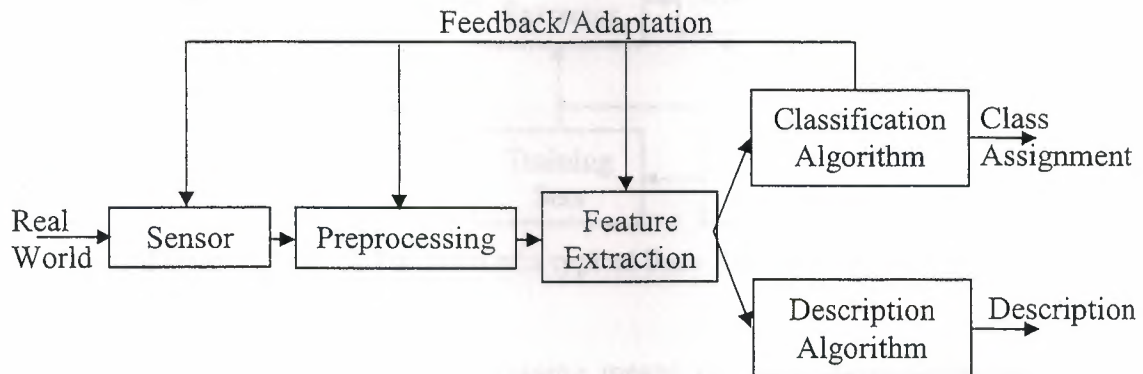 Feedback/Adaptation
Real
World
Sensor
Preprocessing
Feature
Extraction
Classification
Algorithm
Class
Assignment
Description
Algorithm
Description